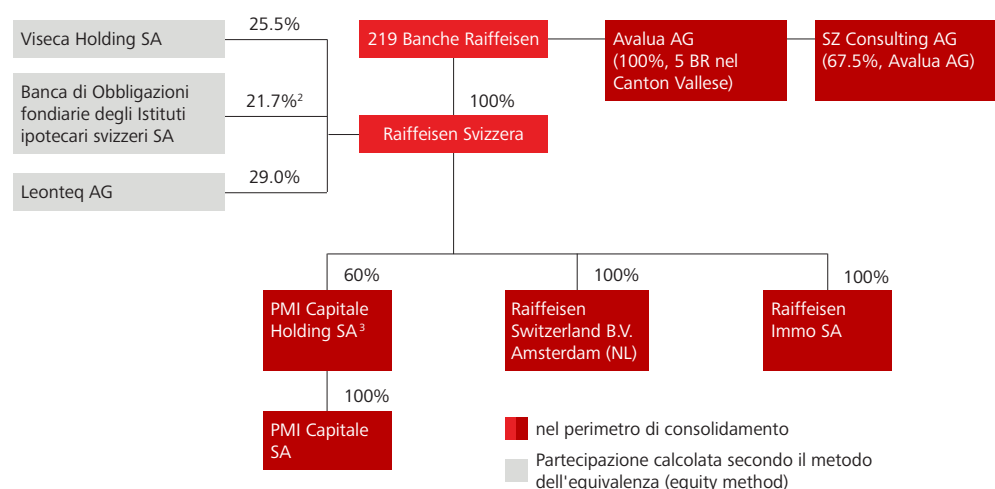 Viseca Holding SA
25.5%
219 Banche Raiffeisen
Avalua AG
(100%, 5 BR nel
Canton Vallese)
SZ Consulting AG
(67.5%, Avalua AG)
Banca di Obbligazioni
fondiarie degli Istituti
ipotecari svizzeri SA
21.7%²
100%
Raiffeisen Svizzera
Leonteq AG
29.0%
60%
100%
100%
PMI Capitale
Holding SA³
Raiffeisen
Switzerland B.V.
Amsterdam (NL)
Raiffeisen
Immo SA
100%
PMI Capitale
SA
nel perimetro di consolidamento
Partecipazione calcolata secondo il metodo
dell'equivalenza (equity method)